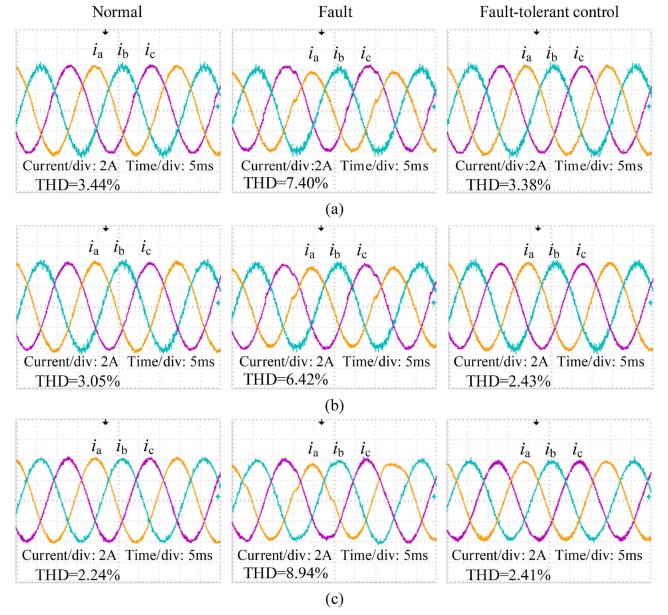 Normal Fault Fault-tolerant control
ia ib ic ia ib ic ia ib ic
Current/div: 2A Time/div: 5ms Current/div:2A Time/div: 5ms Current/div: 2A Time/div: 5ms
THD=3.44% THD=7.40% THD=3.38%
(a)
ia ib ic ia ib ic ia ib ic
Current/div: 2A Time/div: 5ms Current/div: 2A Time/div: 5ms Current/div: 2A Time/div: 5ms
THD=3.05% THD=6.42% THD=2.43%
(b)
ia ib ic ia ib ic ia ib ic
Current/div: 2A Time/div: 5ms Current/div: 2A Time/div: 5ms Current/div: 2A Time/div: 5ms
THD=2.24% THD=8.94% THD=2.41%
(c)